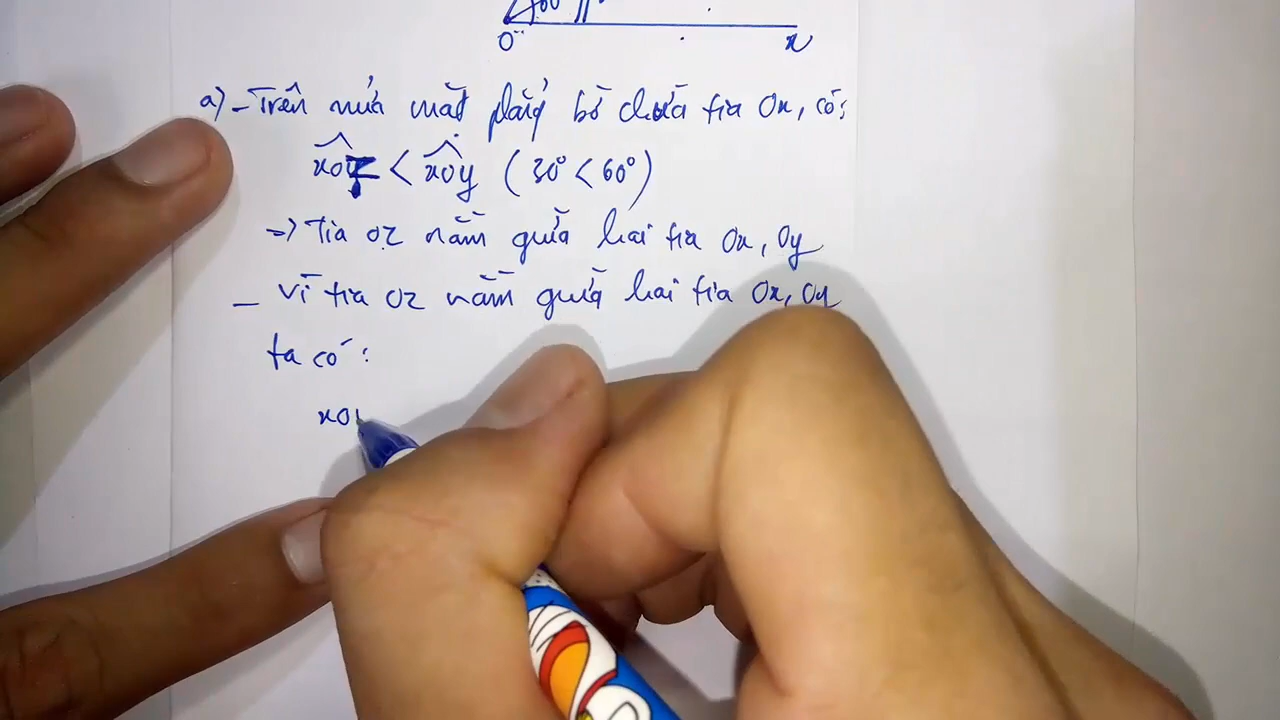 60°
O x
a) - Trên nửa mặt phẳng bờ chứa tia Ox, có:
xOz < xOy (30° < 60°)
=> Tia Oz nằm giữa hai tia Ox, Oy
- Vì tia Oz nằm giữa hai tia Ox, Oy
ta có:
xO